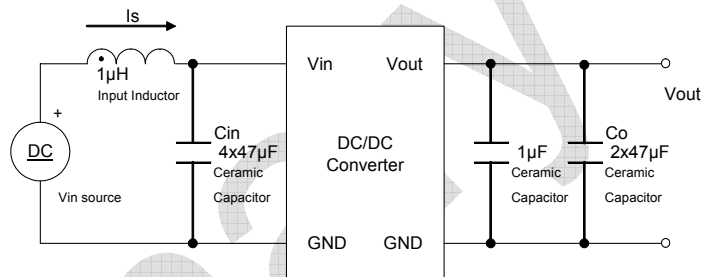 Is
1µH
Input Inductor
+
DC
Vin source
Cin
4x47µF
Ceramic
Capacitor
Vin
Vout
DC/DC
Converter
GND
GND
1µF
Ceramic
Capacitor
Co
2x47µF
Ceramic
Capacitor
Vout